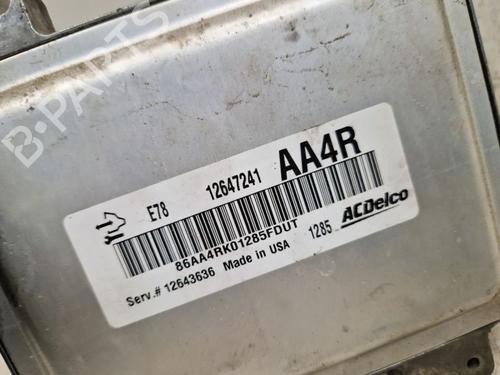 B-PARTS
E78 12647241 AA4R
86AA4RK01285FDUT
Serv.# 12643636 Made in USA 1285 ACDelco